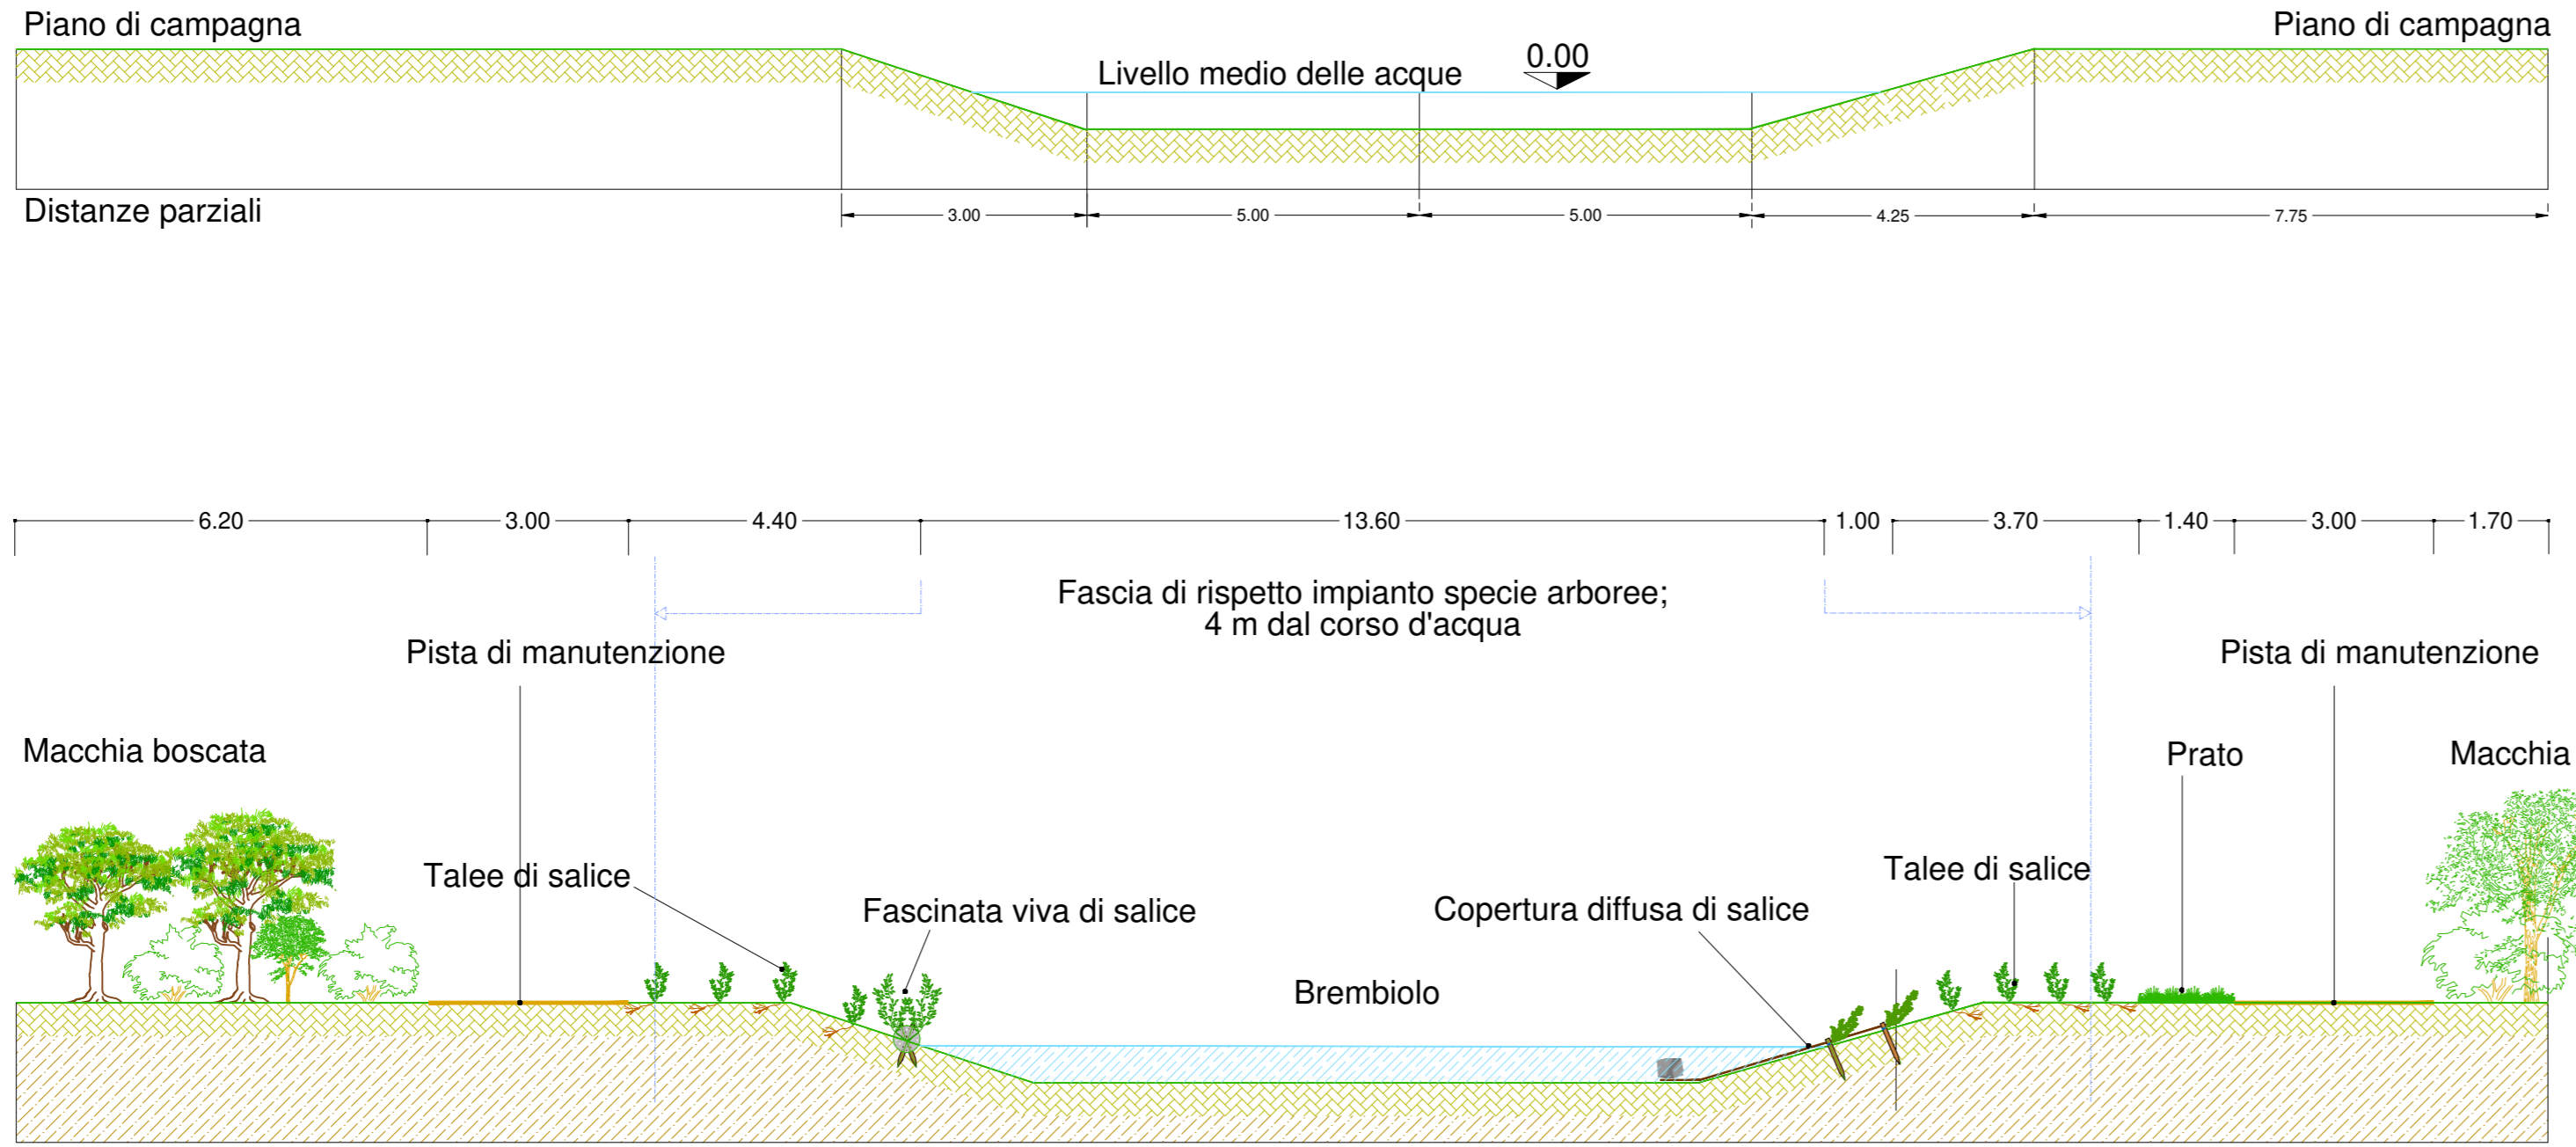 Piano di campagna
Piano di campagna
0.00
Livello medio delle acque
Distanze parziali
3.00
5.00
5.00
4.25
7.75
6.20
3.00
4.40
13.60
1.00
3.70
1.40
3.00
1.70
Fascia di rispetto impianto specie arboree;
4 m dal corso d'acqua
Pista di manutenzione
Pista di manutenzione
Macchia boscata
Prato
Macchia
Talee di salice
Talee di salice
Fascinata viva di salice
Copertura diffusa di salice
Brembiolo